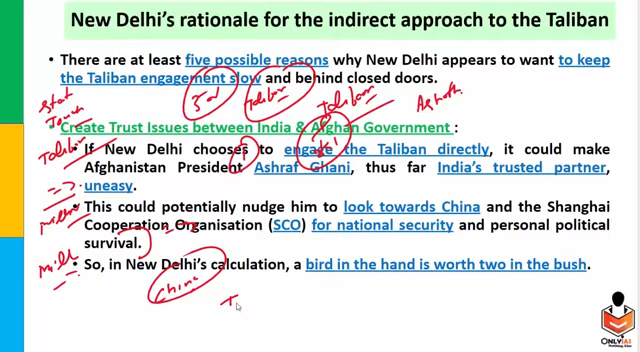 New Delhi's rationale for the indirect approach to the Taliban
• There are at least five possible reasons why New Delhi appears to want to keep
the Taliban engagement slow and behind closed doors.
Taliban
Taliban
• Create Trust Issues between India & Afghan Government :
• If New Delhi chooses to engage the Taliban directly, it could make
Afghanistan President Ashraf Ghani, thus far India's trusted partner,
uneasy.
• This could potentially nudge him to look towards China and the Shanghai
Cooperation Organisation (SCO) for national security and personal political
survival.
• So, in New Delhi's calculation, a bird in the hand is worth two in the bush.
China
ONLYIAS